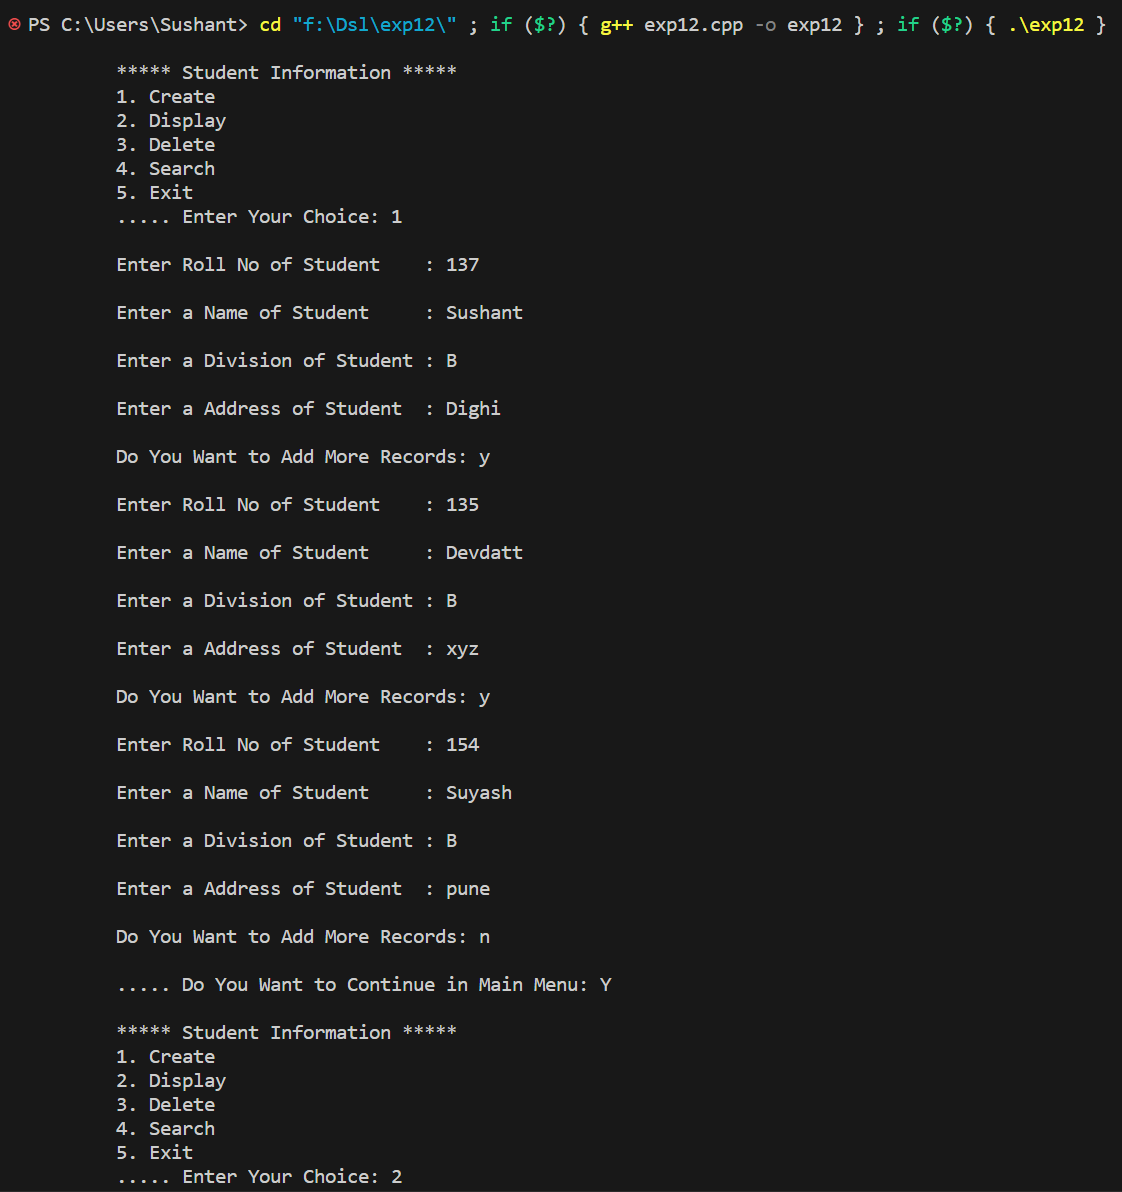 PS C:\Users\Sushant> cd "f:\Dsl\exp12\" ; if ($?) { g++ exp12.cpp -o exp12 } ; if ($?) { .\exp12 }
***** Student Information *****
1. Create
2. Display
3. Delete
4. Search
5. Exit
..... Enter Your Choice: 1
Enter Roll No of Student    : 137
Enter a Name of Student     : Sushant
Enter a Division of Student : B
Enter a Address of Student  : Dighi
Do You Want to Add More Records: y
Enter Roll No of Student    : 135
Enter a Name of Student     : Devdatt
Enter a Division of Student : B
Enter a Address of Student  : xyz
Do You Want to Add More Records: y
Enter Roll No of Student    : 154
Enter a Name of Student     : Suyash
Enter a Division of Student : B
Enter a Address of Student  : pune
Do You Want to Add More Records: n
..... Do You Want to Continue in Main Menu: Y
***** Student Information *****
1. Create
2. Display
3. Delete
4. Search
5. Exit
..... Enter Your Choice: 2